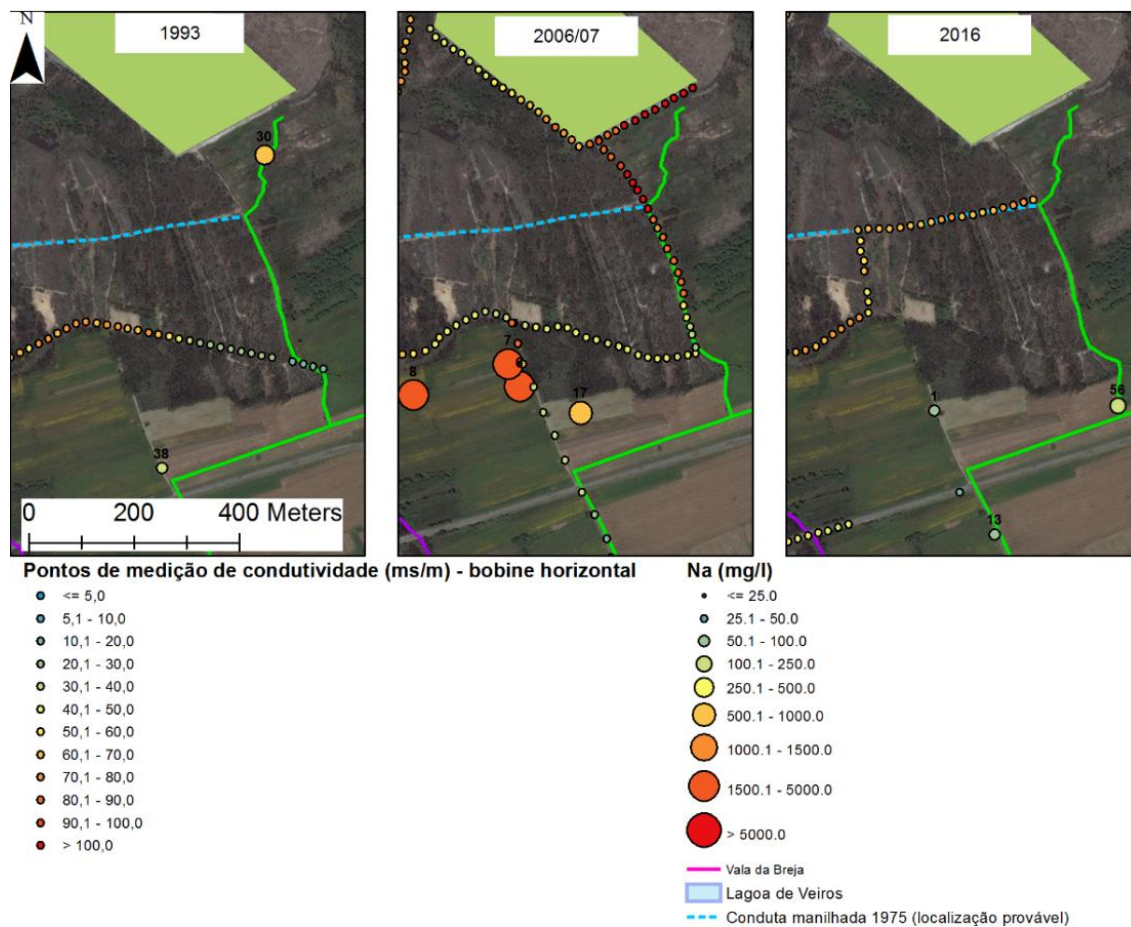 N
1993
2006/07
2016
30
38
7
8
17
1
56
13
0 200 400 Meters
Pontos de medição de condutividade (ms/m) - bobine horizontal
<= 5,0
5,1 - 10,0
10,1 - 20,0
20,1 - 30,0
30,1 - 40,0
40,1 - 50,0
50,1 - 60,0
60,1 - 70,0
70,1 - 80,0
80,1 - 90,0
90,1 - 100,0
> 100,0
Na (mg/l)
<= 25.0
25.1 - 50.0
50.1 - 100.0
100.1 - 250.0
250.1 - 500.0
500.1 - 1000.0
1000.1 - 1500.0
1500.1 - 5000.0
> 5000.0
Vala da Breja
Lagoa de Veiros
Conduta manilhada 1975 (localização provável)